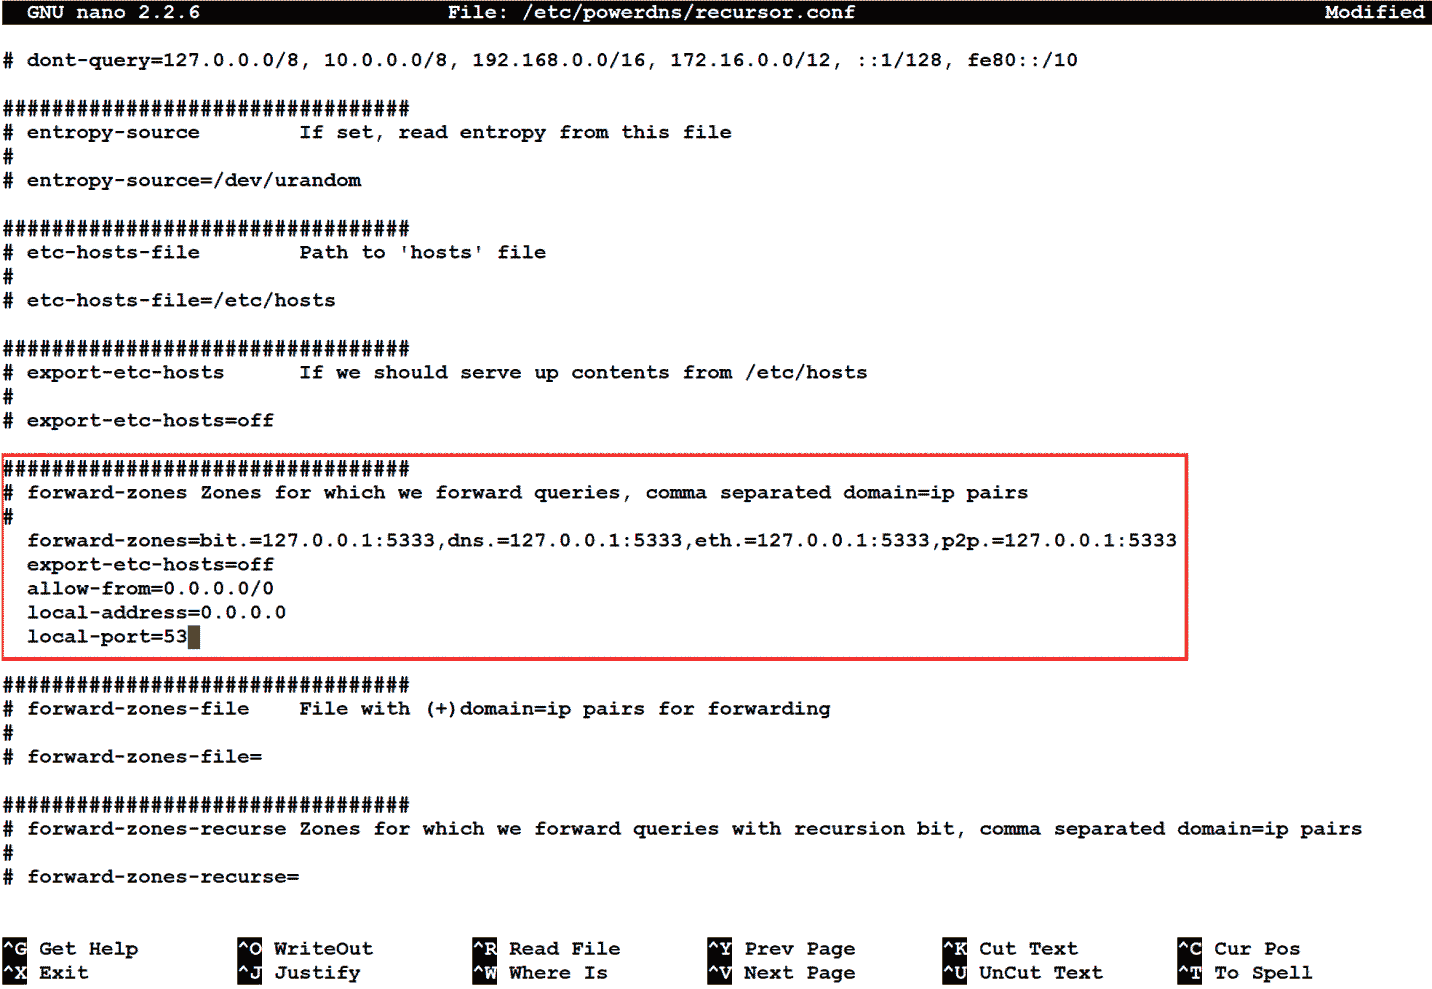 GNU nano 2.2.6 File: /etc/powerdns/recursor.conf Modified
# dont-query=127.0.0.0/8, 10.0.0.0/8, 192.168.0.0/16, 172.16.0.0/12, ::1/128, fe80::/10
#################################
# entropy-source If set, read entropy from this file
#
# entropy-source=/dev/urandom
#################################
# etc-hosts-file Path to 'hosts' file
#
# etc-hosts-file=/etc/hosts
#################################
# export-etc-hosts If we should serve up contents from /etc/hosts
#
# export-etc-hosts=off
#################################
# forward-zones Zones for which we forward queries, comma separated domain=ip pairs
#
forward-zones=bit.=127.0.0.1:5333,dns.=127.0.0.1:5333,eth.=127.0.0.1:5333,p2p.=127.0.0.1:5333
export-etc-hosts=off
allow-from=0.0.0.0/0
local-address=0.0.0.0
local-port=53
#################################
# forward-zones-file File with (+)domain=ip pairs for forwarding
#
# forward-zones-file=
#################################
# forward-zones-recurse Zones for which we forward queries with recursion bit, comma separated domain=ip pairs
#
# forward-zones-recurse=
^G Get Help ^O WriteOut ^R Read File ^Y Prev Page ^K Cut Text ^C Cur Pos
^X Exit ^J Justify ^W Where Is ^V Next Page ^U UnCut Text ^T To Spell